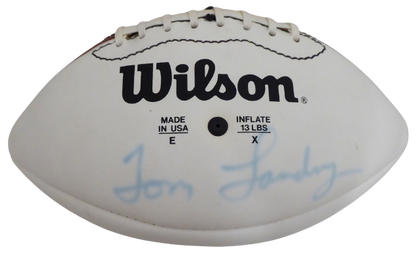 Wilson®
MADE IN USA E
INFLATE 13 LBS X
Tom Landry